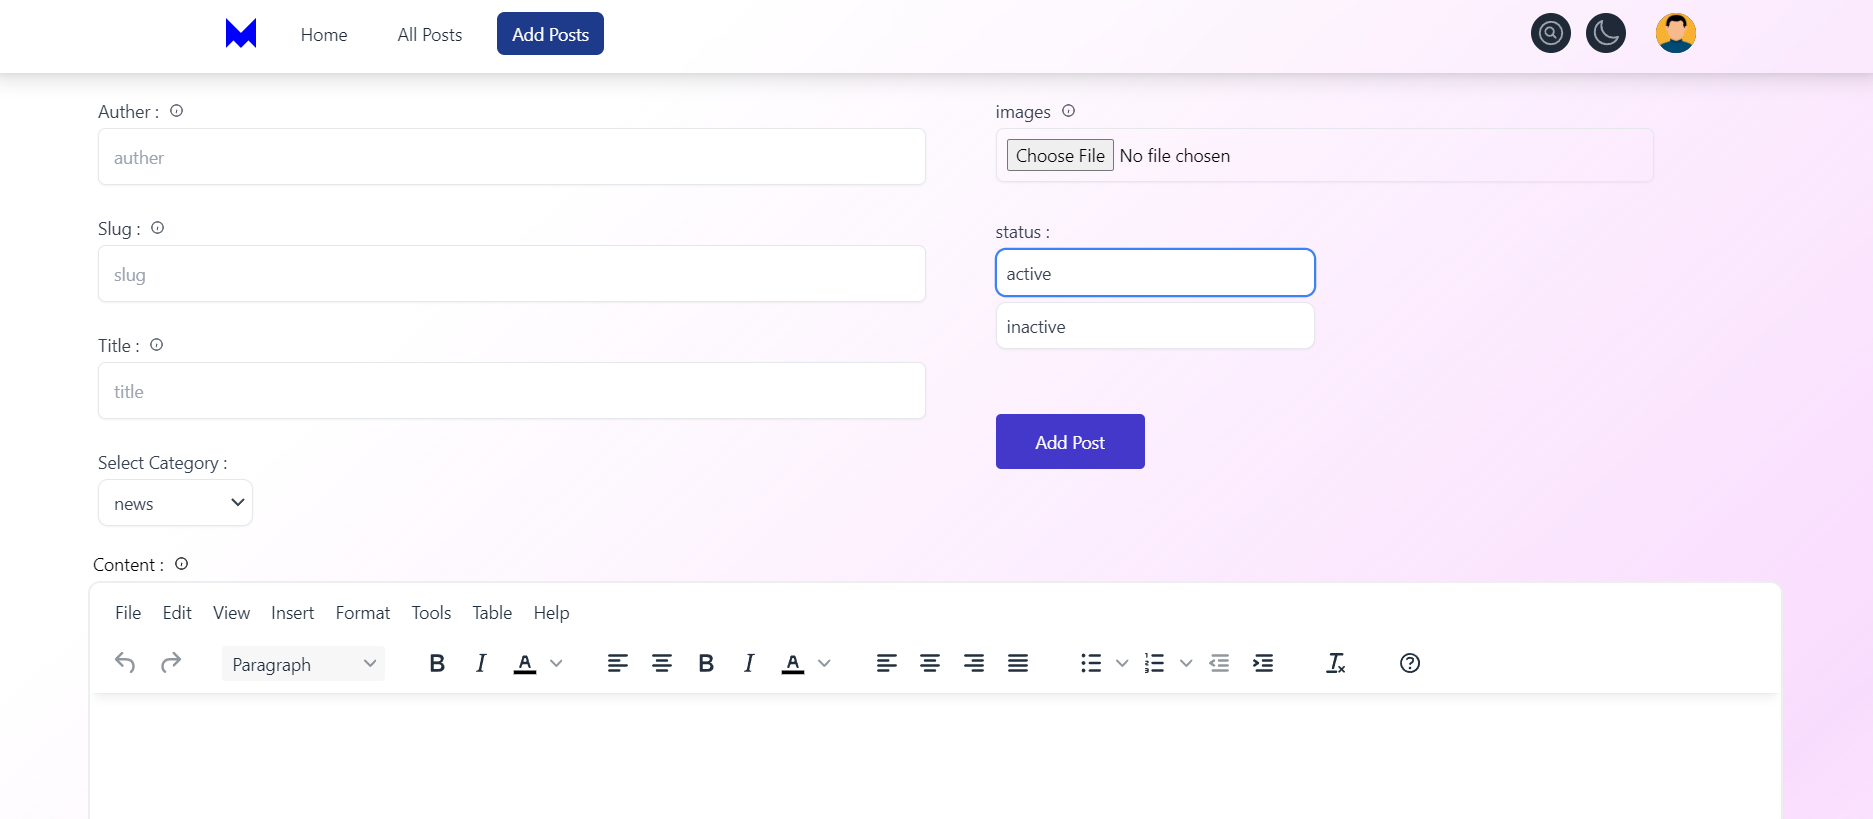 Home All Posts Add Posts
Auther :
auther
Slug :
slug
Title :
title
Select Category :
news
images
Choose File No file chosen
status :
active
inactive
Add Post
Content :
File Edit View Insert Format Tools Table Help
Paragraph